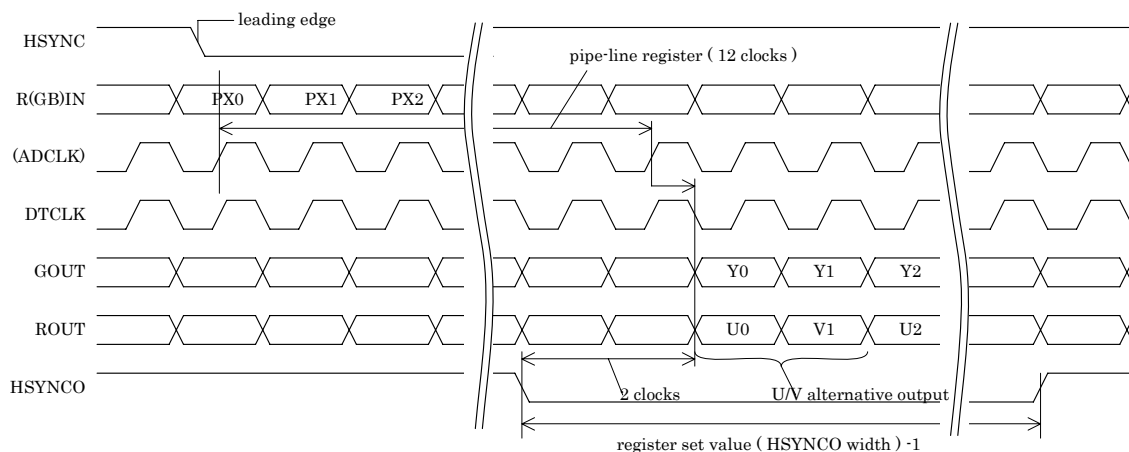 leading edge
HSYNC
pipe-line register ( 12 clocks )
R(GB)IN PX0 PX1 PX2
(ADCLK)
DTCLK
GOUT Y0 Y1 Y2
ROUT U0 V1 U2
HSYNCO 2 clocks U/V alternative output
register set value ( HSYNCO width ) -1